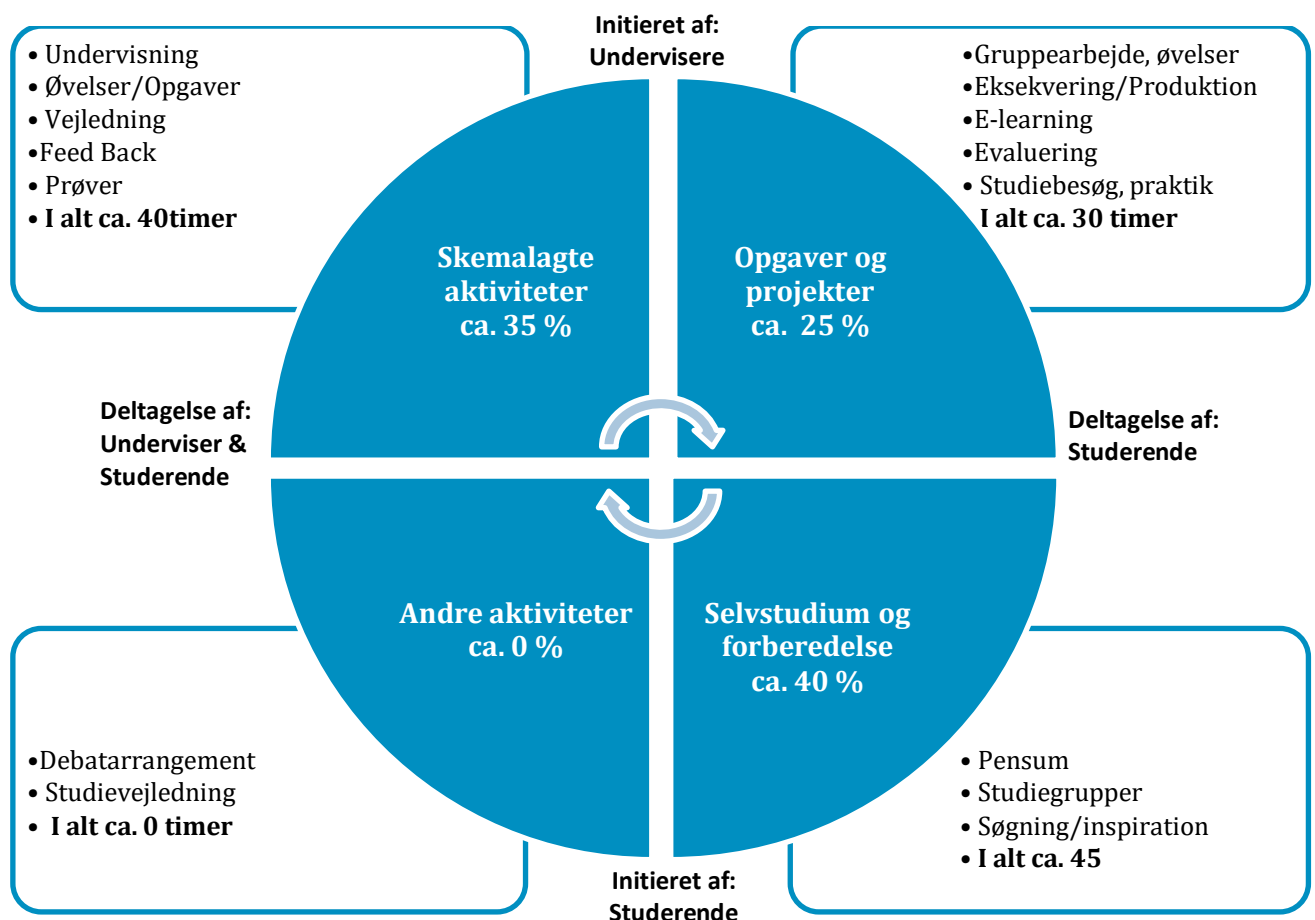 Initieret af:
Undervisere
• Undervisning
• Øvelser/Opgaver
• Vejledning
•Feed Back
• Prøver
• I alt ca. 40timer
•Gruppearbejde, øvelser
•Eksekvering/Produktion
•E-learning
•Evaluering
• Studiebesøg, praktik
I alt ca. 30 timer
Skemalagte
aktiviteter
ca. 35 %
Opgaver og
projekter
ca. 25 %
Deltagelse af:
Underviser &
Studerende
Deltagelse af:
Studerende
Andre aktiviteter
ca. 0 %
Selvstudium og
forberedelse
ca. 40 %
•Debatarrangement
• Studievejledning
• I alt ca. 0 timer
• Pensum
• Studiegrupper
• Søgning/inspiration
• I alt ca. 45
Initieret af:
Studerende